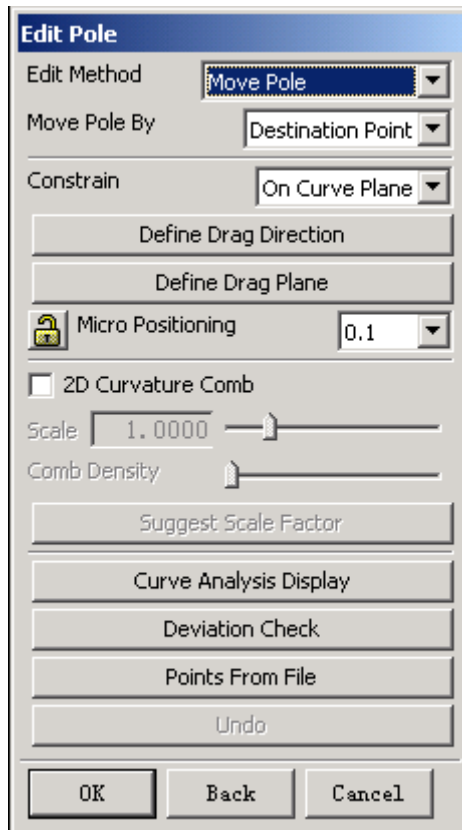 Edit Pole
Edit Method Move Pole
Move Pole By Destination Point
Constrain On Curve Plane
Define Drag Direction
Define Drag Plane
Micro Positioning 0.1
2D Curvature Comb
Scale 1.0000
Comb Density
Suggest Scale Factor
Curve Analysis Display
Deviation Check
Points From File
Undo
OK Back Cancel